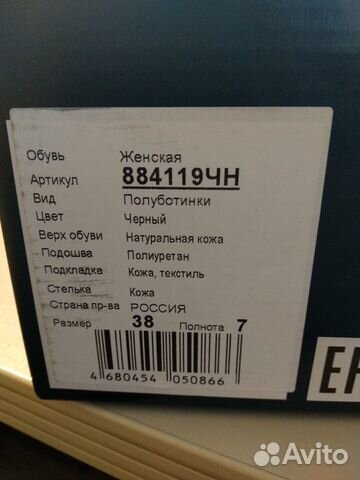 Обувь Женская
Артикул 884119ЧН
Вид Полуботинки
Цвет Черный
Верх обуви Натуральная кожа
Подошва Полиуретан
Подкладка Кожа, текстиль
Стелька Кожа
Страна пр-ва РОССИЯ
Размер 38 Полнота 7
4 680454 050866
EAC
Avito